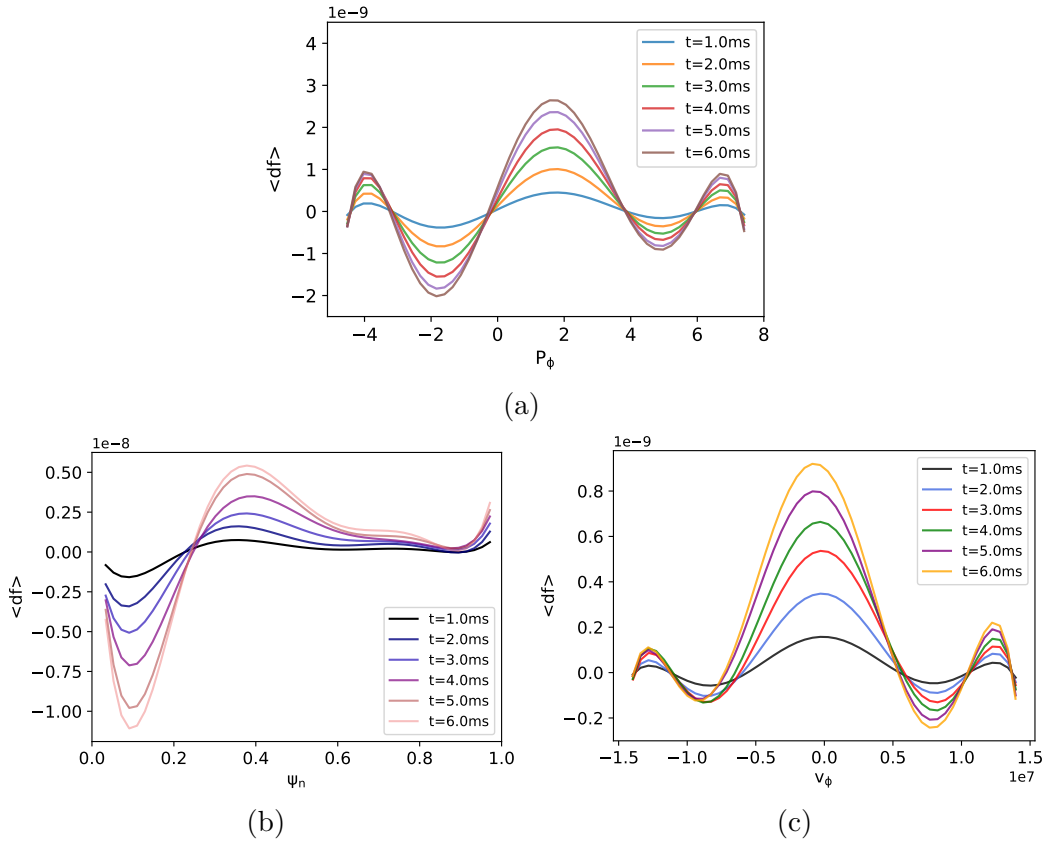 1e−9
4
3
2
1
0
−1
−2
<df>
−4
−2
0
2
4
6
8
P_ϕ
t=1.0ms
t=2.0ms
t=3.0ms
t=4.0ms
t=5.0ms
t=6.0ms
(a)
1e−8
0.50
0.25
0.00
−0.25
−0.50
−0.75
−1.00
<df>
0.0
0.2
0.4
0.6
0.8
1.0
ψ_n
t=1.0ms
t=2.0ms
t=3.0ms
t=4.0ms
t=5.0ms
t=6.0ms
(b)
1e−9
0.8
0.6
0.4
0.2
0.0
−0.2
<df>
−1.5
−1.0
−0.5
0.0
0.5
1.0
1.5
1e7
v_ϕ
t=1.0ms
t=2.0ms
t=3.0ms
t=4.0ms
t=5.0ms
t=6.0ms
(c)